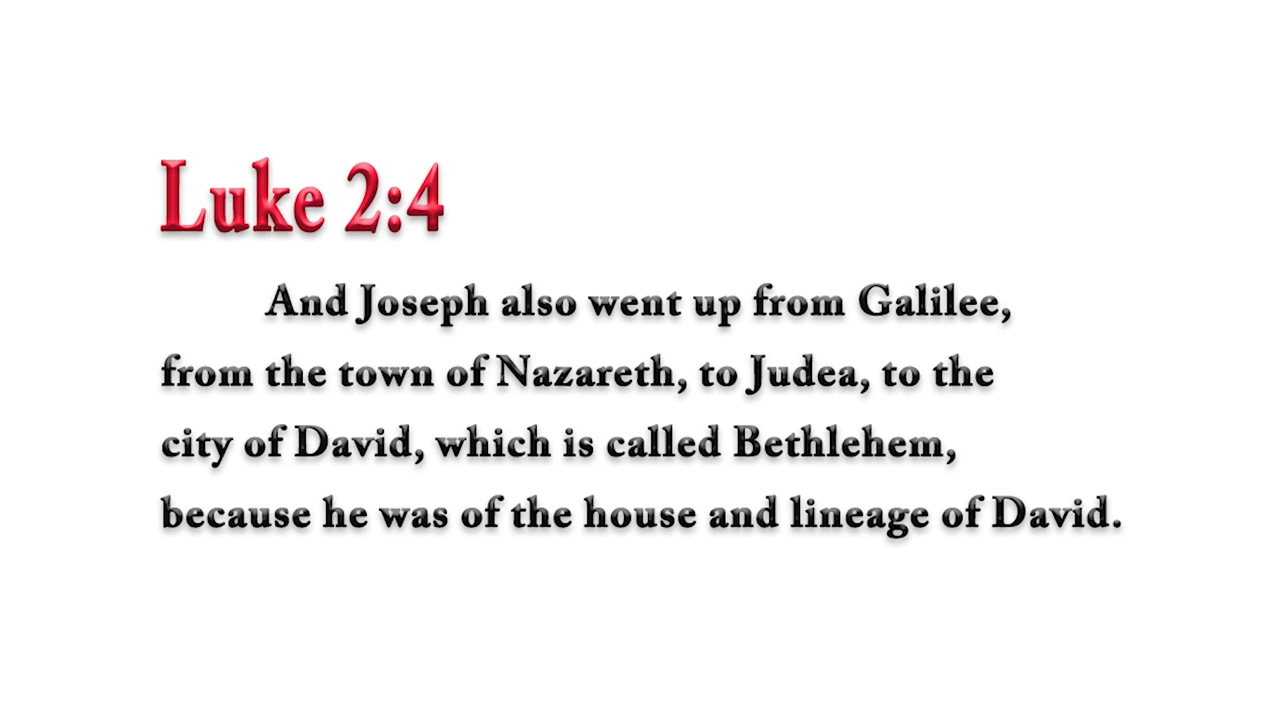 Luke 2:4
And Joseph also went up from Galilee,
from the town of Nazareth, to Judea, to the
city of David, which is called Bethlehem,
because he was of the house and lineage of David.